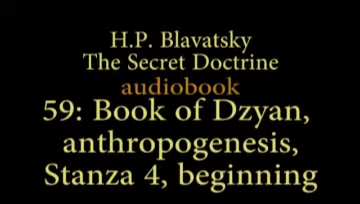 H.P. Blavatsky
The Secret Doctrine
audiobook
59: Book of Dzyan,
anthropogenesis,
Stanza 4, beginning